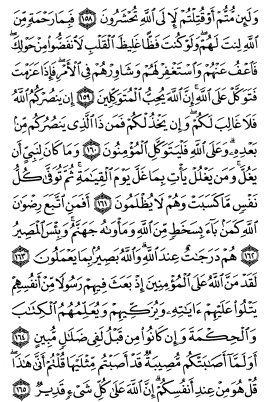 وَلَئِن مُّتُّمْ أَوْ قُتِلْتُمْ لَإِلَى ٱللَّهِ تُحْشَرُونَ ١٥٨ فَبِمَا رَحْمَةٍ مِّنَ
ٱللَّهِ لِنتَ لَهُمْ وَلَوْ كُنتَ فَظًّا غَلِيظَ ٱلْقَلْبِ لَٱنفَضُّوا۟ مِنْ حَوْلِكَ
فَٱعْفُ عَنْهُمْ وَٱسْتَغْفِرْ لَهُمْ وَشَاوِرْهُمْ فِى ٱلْأَمْرِ فَإِذَا عَزَمْتَ
فَتَوَكَّلْ عَلَى ٱللَّهِ إِنَّ ٱللَّهَ يُحِبُّ ٱلْمُتَوَكِّلِينَ ١٥٩ إِن يَنصُرْكُمُ ٱللَّهُ
فَلَا غَالِبَ لَكُمْ وَإِن يَخْذُلْكُمْ فَمَن ذَا ٱلَّذِى يَنصُرُكُم مِّنۢ
بَعْدِهِۦ وَعَلَى ٱللَّهِ فَلْيَتَوَكَّلِ ٱلْمُؤْمِنُونَ ١٦٠ وَمَا كَانَ لِنَبِىٍّ أَن
يَغُلَّ وَمَن يَغْلُلْ يَأْتِ بِمَا غَلَّ يَوْمَ ٱلْقِيَٰمَةِ ثُمَّ تُوَفَّىٰ كُلُّ
نَفْسٍ مَّا كَسَبَتْ وَهُمْ لَا يُظْلَمُونَ ١٦١ أَفَمَنِ ٱتَّبَعَ رِضْوَٰنَ
ٱللَّهِ كَمَنۢ بَآءَ بِسَخَطٍ مِّنَ ٱللَّهِ وَمَأْوَىٰهُ جَهَنَّمُ وَبِئْسَ ٱلْمَصِيرُ
١٦٢ هُمْ دَرَجَٰتٌ عِندَ ٱللَّهِ وَٱللَّهُ بَصِيرٌۢ بِمَا يَعْمَلُونَ ١٦٣
لَقَدْ مَنَّ ٱللَّهُ عَلَى ٱلْمُؤْمِنِينَ إِذْ بَعَثَ فِيهِمْ رَسُولًا مِّنْ أَنفُسِهِمْ
يَتْلُوا۟ عَلَيْهِمْ ءَايَٰتِهِۦ وَيُزَكِّيهِمْ وَيُعَلِّمُهُمُ ٱلْكِتَٰبَ
وَٱلْحِكْمَةَ وَإِن كَانُوا۟ مِن قَبْلُ لَفِى ضَلَٰلٍ مُّبِينٍ ١٦٤
أَوَلَمَّآ أَصَٰبَتْكُم مُّصِيبَةٌ قَدْ أَصَبْتُم مِّثْلَيْهَا قُلْتُمْ أَنَّىٰ هَٰذَا
قُلْ هُوَ مِنْ عِندِ أَنفُسِكُمْ إِنَّ ٱللَّهَ عَلَىٰ كُلِّ شَىْءٍ قَدِيرٌ ١٦٥